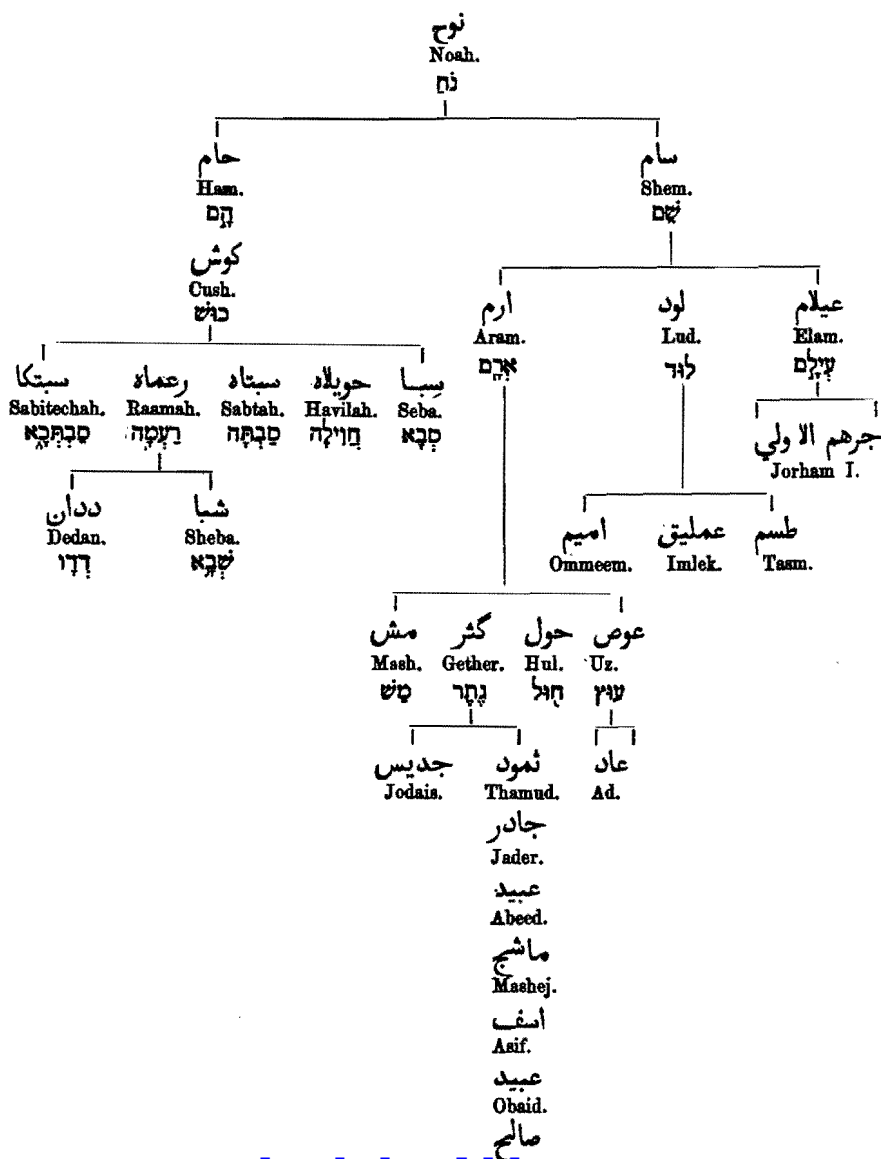 نوح
Noah.
נֹחַ
حام
سام
Ham.
Shem.
הָם
שֵׁם
كوش
Cush.
כוּשׁ
ارم
لود
عيلام
Aram.
Lud.
Elam.
אֲרָם
לוּד
עֵילָם
سبتكا
رعماه
سبتاه
حويلاه
سبا
Sabitechah.
Raamah.
Sabtah.
Havilah.
Seba.
סַבְתְּכָא
רַעְמָה
סַבְתָּה
חֲוִילָה
סְבָא
جرهم الاولي
Jorham I.
ددان
شبا
Dedan.
Sheba.
שְׁבָא
اميم
عمليق
طسم
Ommeem.
Imlek.
Tasm.
مش
گثر
حول
عوص
Mash.
Gether.
Hul.
Uz.
מַשׁ
גֶתֶר
חוּל
עוּץ
جديس
ثمود
عاد
Jodais.
Thamud.
Ad.
جادر
Jader.
عبيد
Abeed.
ماشج
Mashej.
اسف
Asif.
عبيد
Obaid.
صالح